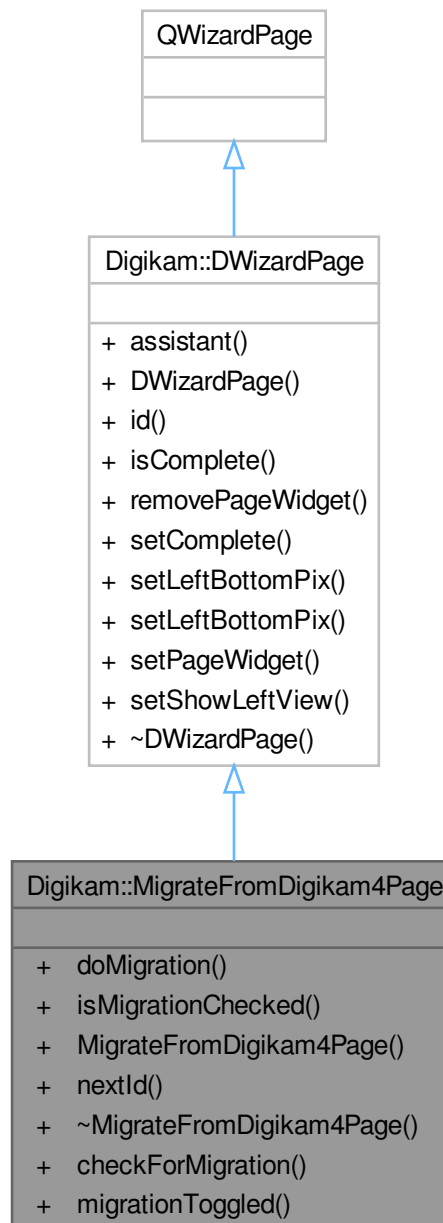 QWizardPage
Digikam::DWizardPage
+ assistant()
+ DWizardPage()
+ id()
+ isComplete()
+ removePageWidget()
+ setComplete()
+ setLeftBottomPix()
+ setLeftBottomPix()
+ setPageWidget()
+ setShowLeftView()
+ ~DWizardPage()
Digikam::MigrateFromDigikam4Page
+ doMigration()
+ isMigrationChecked()
+ MigrateFromDigikam4Page()
+ nextId()
+ ~MigrateFromDigikam4Page()
+ checkForMigration()
+ migrationToggled()